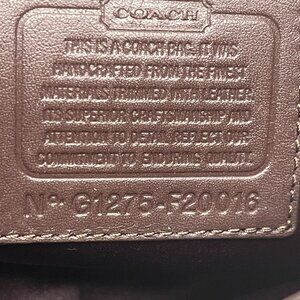 COACH
THIS IS A COACH BAG. IT WAS
HANDCRAFTED FROM THE FINEST
MATERIALS TRIMMED WITH LEATHER.
ITS SUPERIOR CRAFTSMANSHIP AND
ATTENTION TO DETAIL REFLECT OUR
COMMITMENT TO ENDURING QUALITY.
Nº G1275-F20016